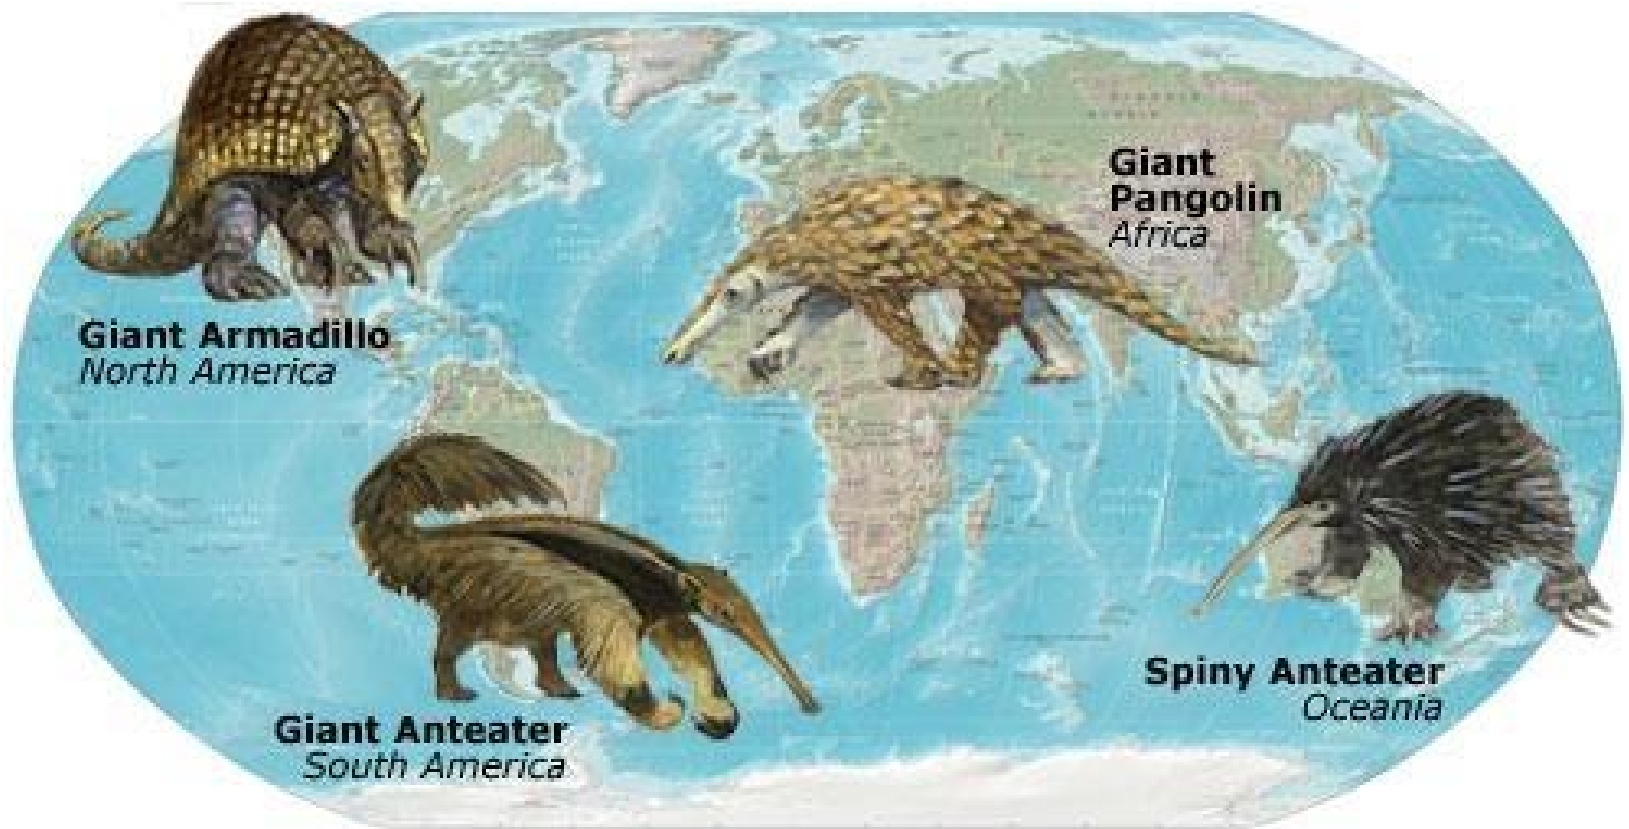 Giant
Pangolin
Africa
Giant Armadillo
North America
Spiny Anteater
Oceania
Giant Anteater
South America